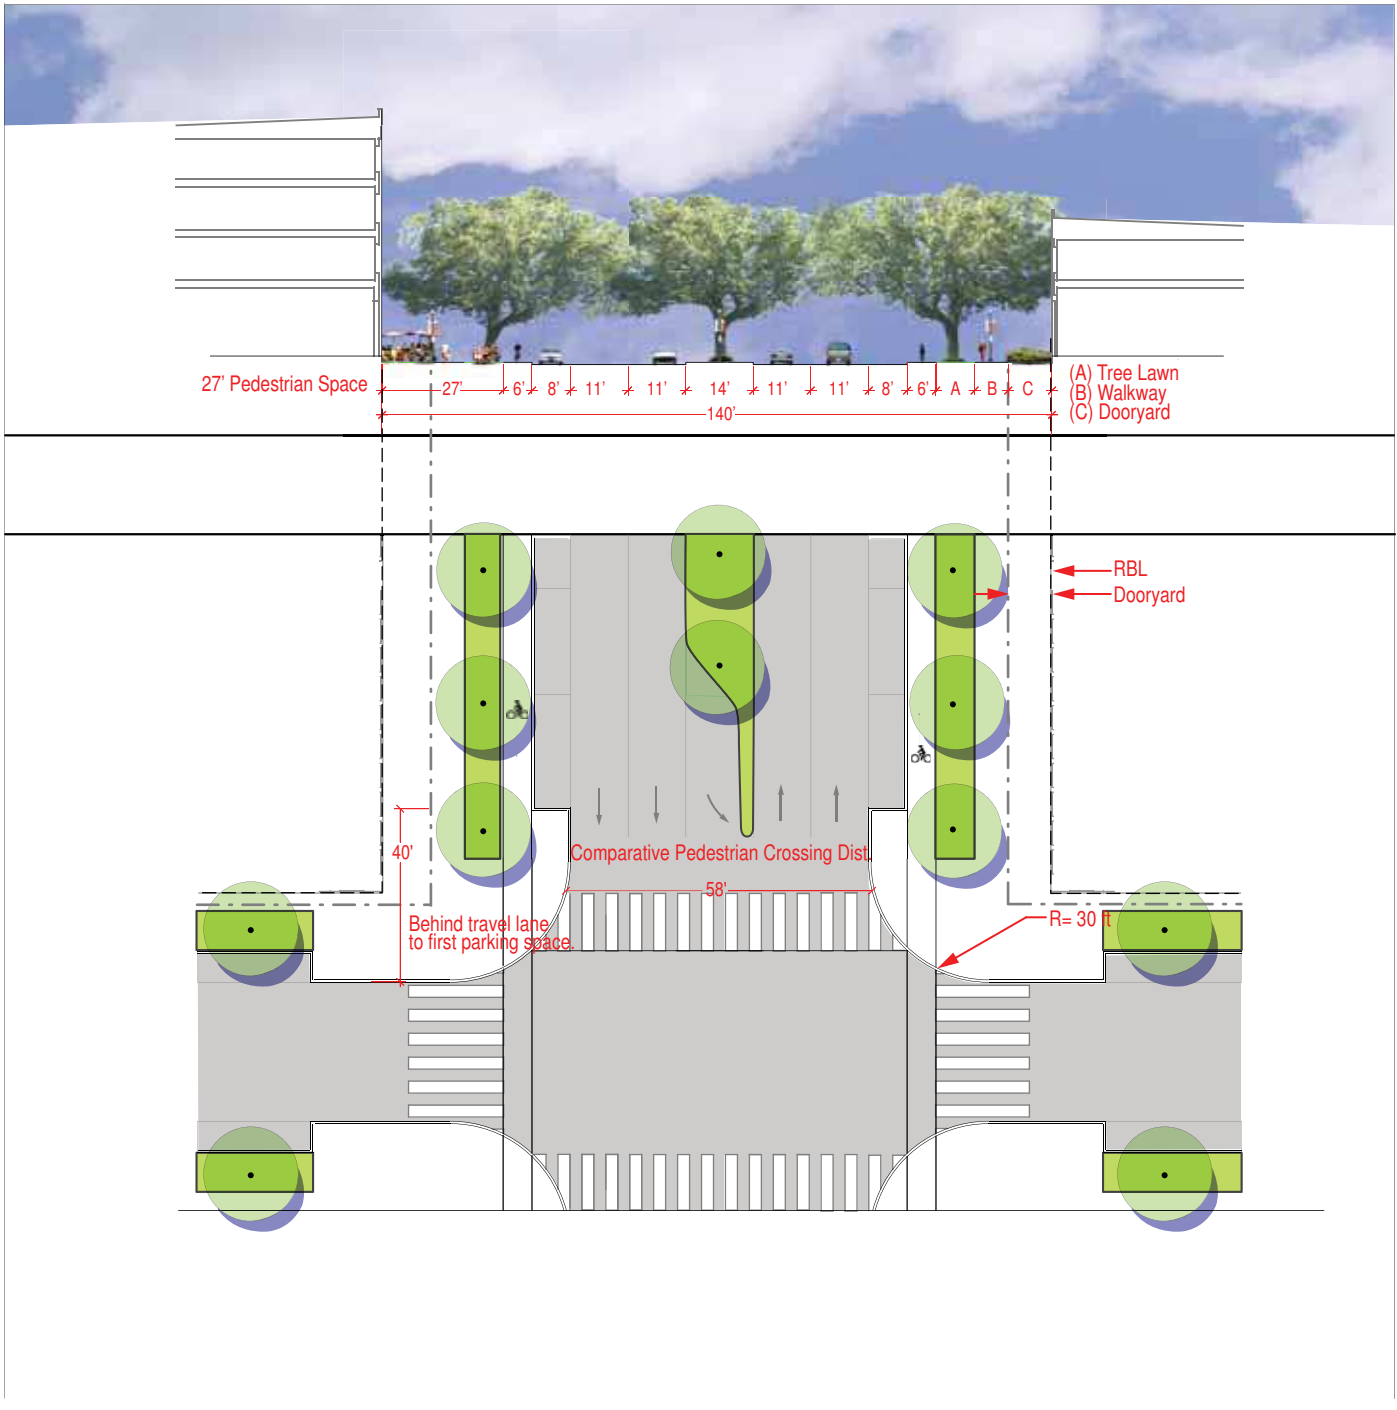 27’ Pedestrian Space
27’ 6’ 8’ 11’ 11’ 14’ 11’ 11’ 8’ 6’ A B C
(A) Tree Lawn
(B) Walkway
(C) Dooryard
140’
RBL
Dooryard
40’
Comparative Pedestrian Crossing Dist.
58’
Behind travel lane
to first parking space.
R= 30 ft